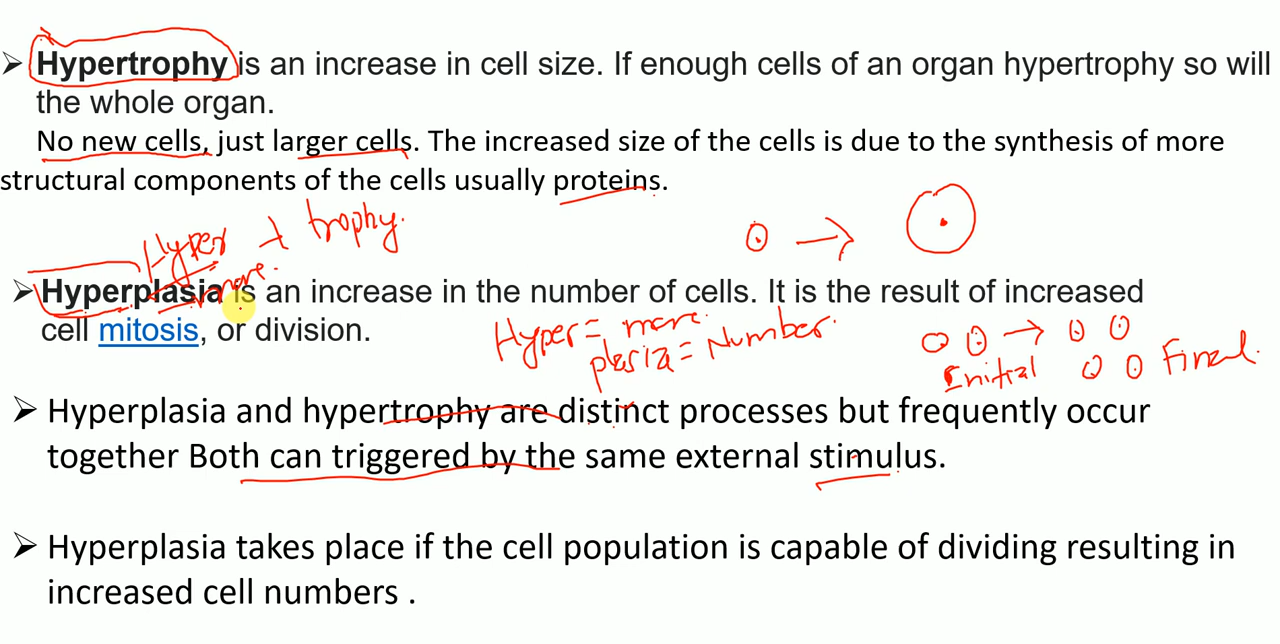 ➢ Hypertrophy is an increase in cell size. If enough cells of an organ hypertrophy so will
the whole organ.
No new cells, just larger cells. The increased size of the cells is due to the synthesis of more
structural components of the cells usually proteins.
Hyper + trophy.
more.
➢ Hyperplasia is an increase in the number of cells. It is the result of increased
cell mitosis, or division.
Hyper = more.
plasia = Number.
Initial Final.
➢ Hyperplasia and hypertrophy are distinct processes but frequently occur
together Both can triggered by the same external stimulus.
➢ Hyperplasia takes place if the cell population is capable of dividing resulting in
increased cell numbers .